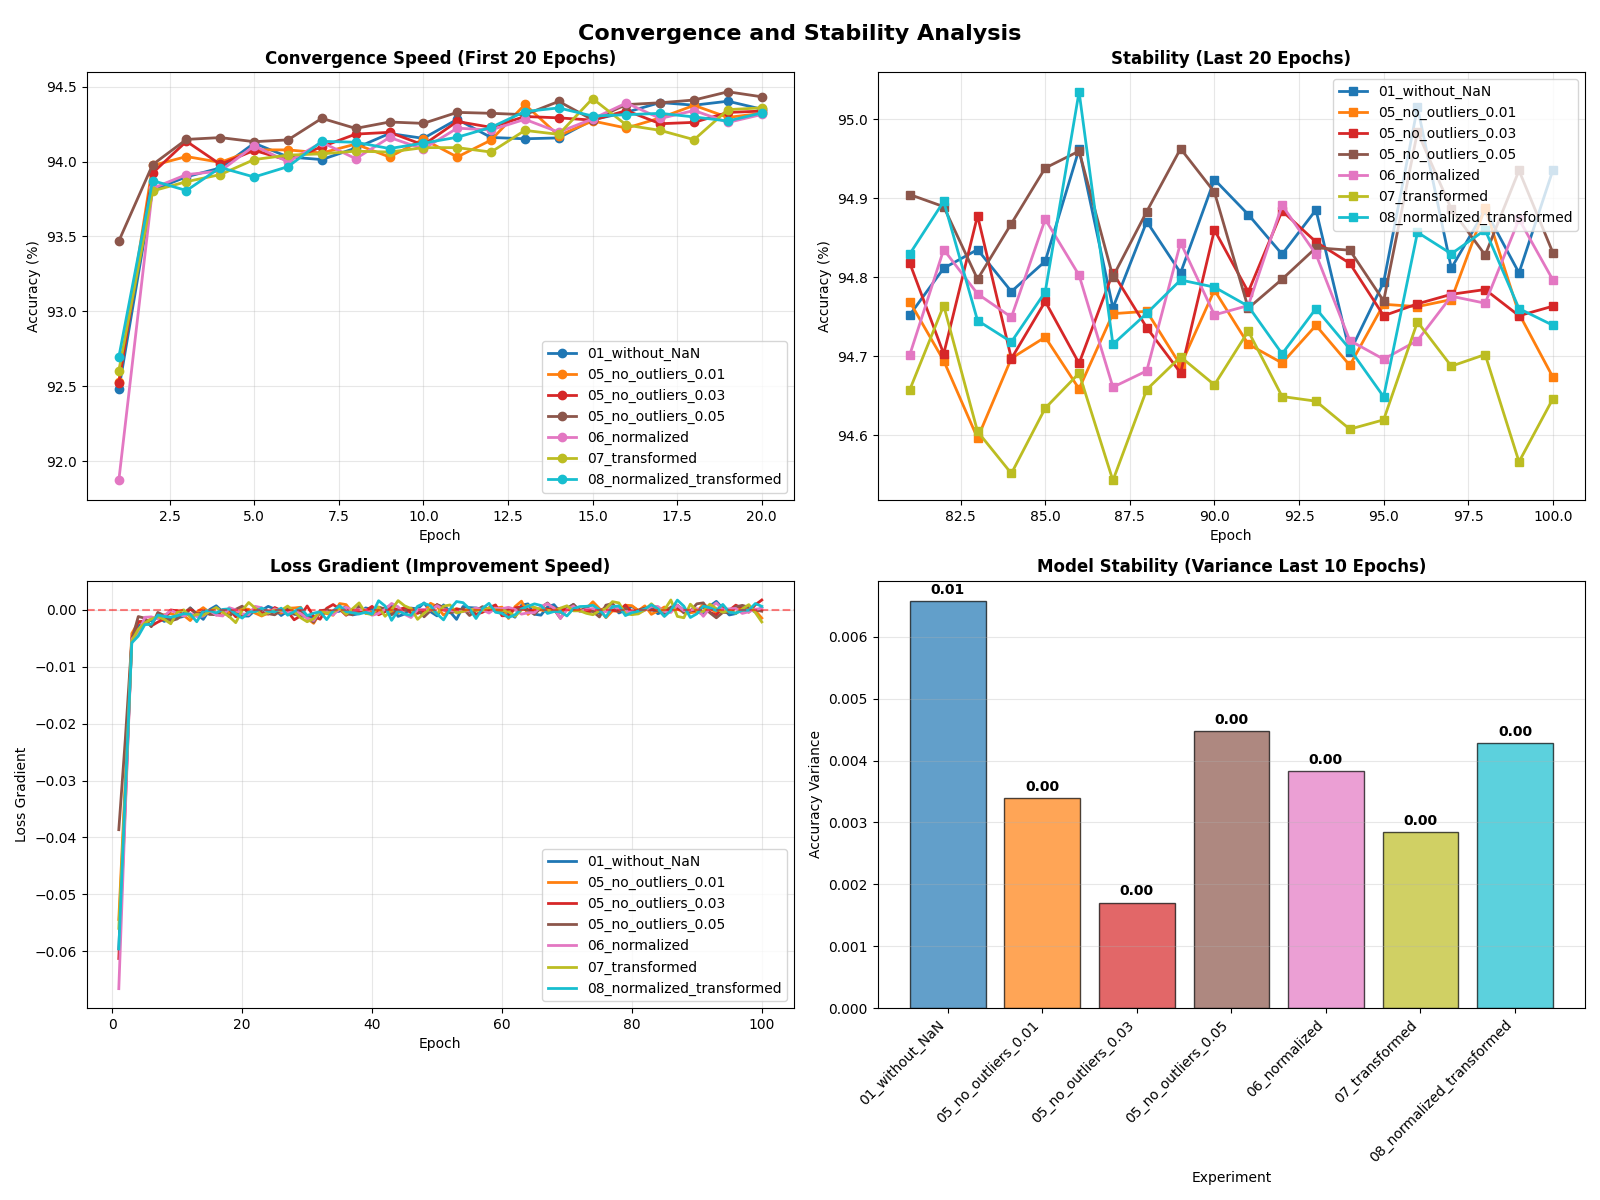 Convergence and Stability Analysis
Convergence Speed (First 20 Epochs)
94.5
94.0
93.5
93.0
92.5
92.0
Accuracy (%)
2.5 5.0 7.5 10.0 12.5 15.0 17.5 20.0
Epoch
01_without_NaN
05_no_outliers_0.01
05_no_outliers_0.03
05_no_outliers_0.05
06_normalized
07_transformed
08_normalized_transformed
Stability (Last 20 Epochs)
95.0
94.9
94.8
94.7
94.6
Accuracy (%)
82.5 85.0 87.5 90.0 92.5 95.0 97.5 100.0
Epoch
01_without_NaN
05_no_outliers_0.01
05_no_outliers_0.03
05_no_outliers_0.05
06_normalized
07_transformed
08_normalized_transformed
Loss Gradient (Improvement Speed)
0.00
−0.01
−0.02
−0.03
−0.04
−0.05
−0.06
Loss Gradient
0 20 40 60 80 100
Epoch
01_without_NaN
05_no_outliers_0.01
05_no_outliers_0.03
05_no_outliers_0.05
06_normalized
07_transformed
08_normalized_transformed
Model Stability (Variance Last 10 Epochs)
0.006
0.005
0.004
0.003
0.002
0.001
0.000
Accuracy Variance
0.01
0.00
0.00
0.00
0.00
0.00
0.00
01_without_NaN
05_no_outliers_0.01
05_no_outliers_0.03
05_no_outliers_0.05
06_normalized
07_transformed
08_normalized_transformed
Experiment